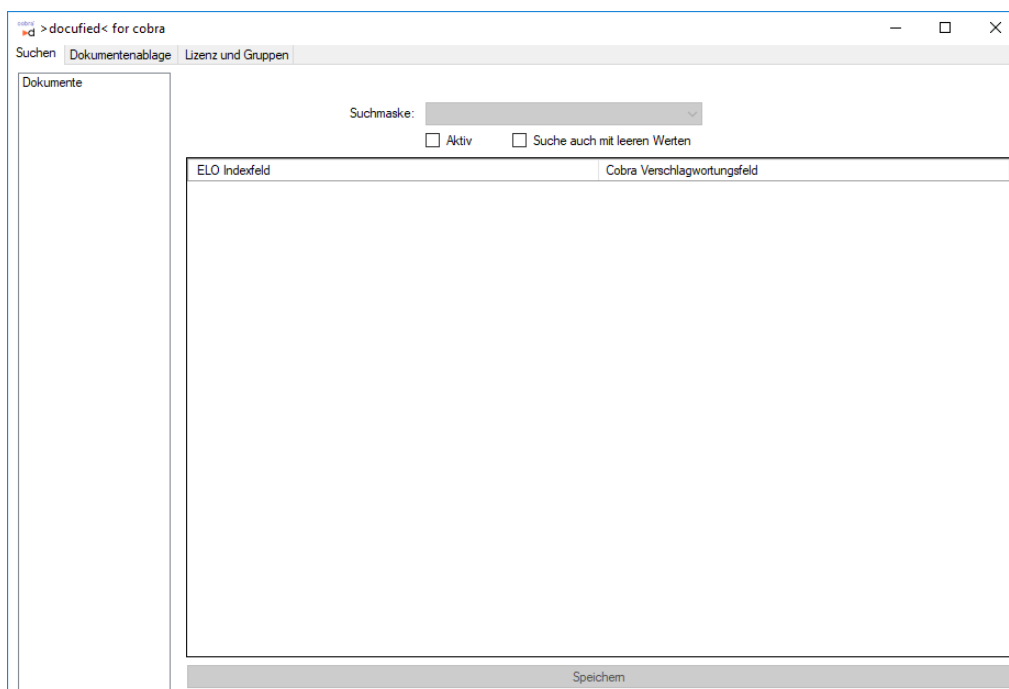 cobra
d
>docufied< for cobra
Suchen Dokumentenablage Lizenz und Gruppen
Dokumente
Suchmaske:
Aktiv Suche auch mit leeren Werten
ELO Indexfeld Cobra Verschlagwortungsfeld
Speichern